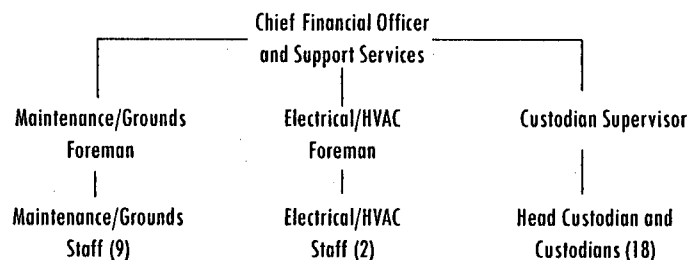 Chief Financial Officer
and Support Services
Maintenance/Grounds
Foreman
Electrical/HVAC
Foreman
Custodian Supervisor
Maintenance/Grounds
Staff (9)
Electrical/HVAC
Staff (2)
Head Custodian and
Custodians (18)